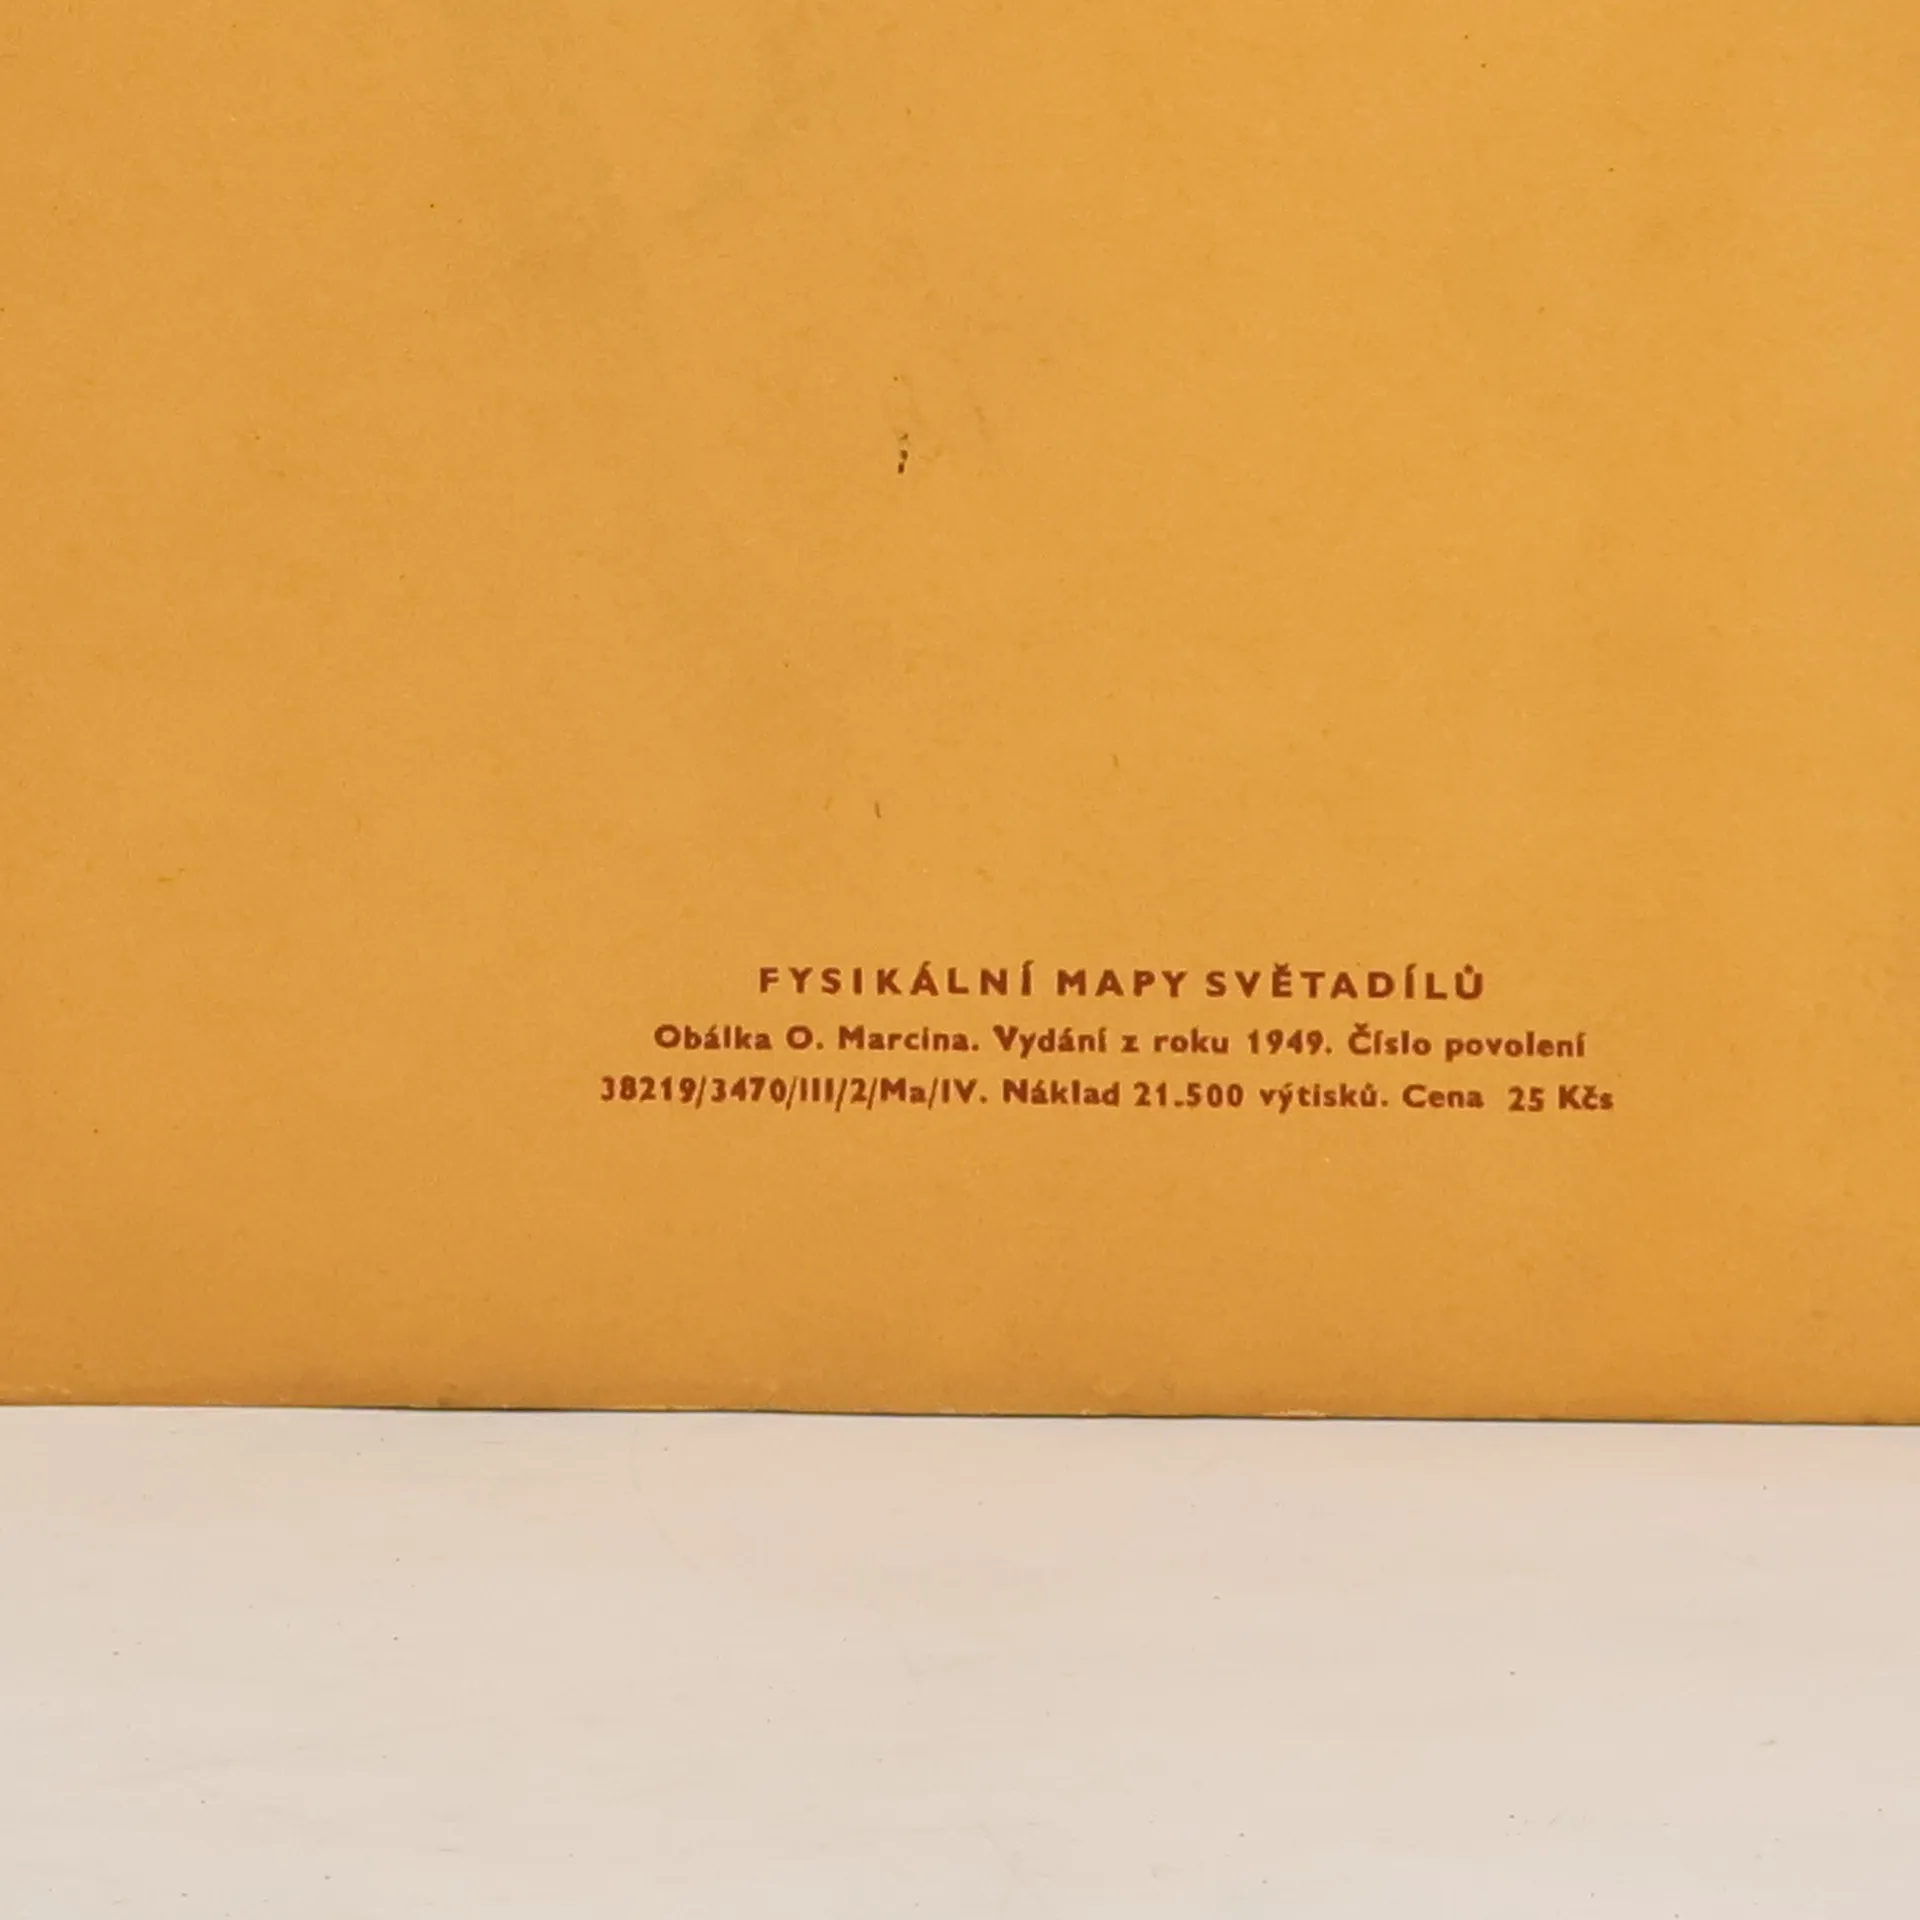 FYSIKÁLNÍ MAPY SVĚTADÍLŮ
Obálka O. Marcina. Vydání z roku 1949. Číslo povolení
38219/3470/III/2/Ma/IV. Náklad 21.500 výtisků. Cena 25 Kčs